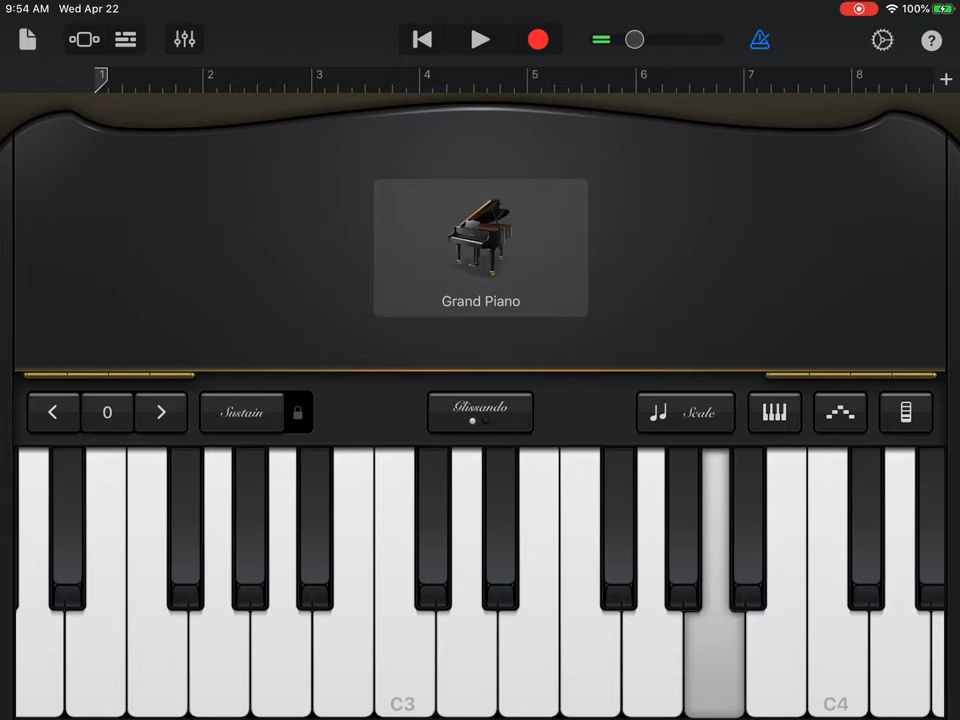 9:54 AM Wed Apr 22
100%
?
1 2 3 4 5 6 7 8 +
Grand Piano
0
Sustain
Glissando
Scale
C3 C4